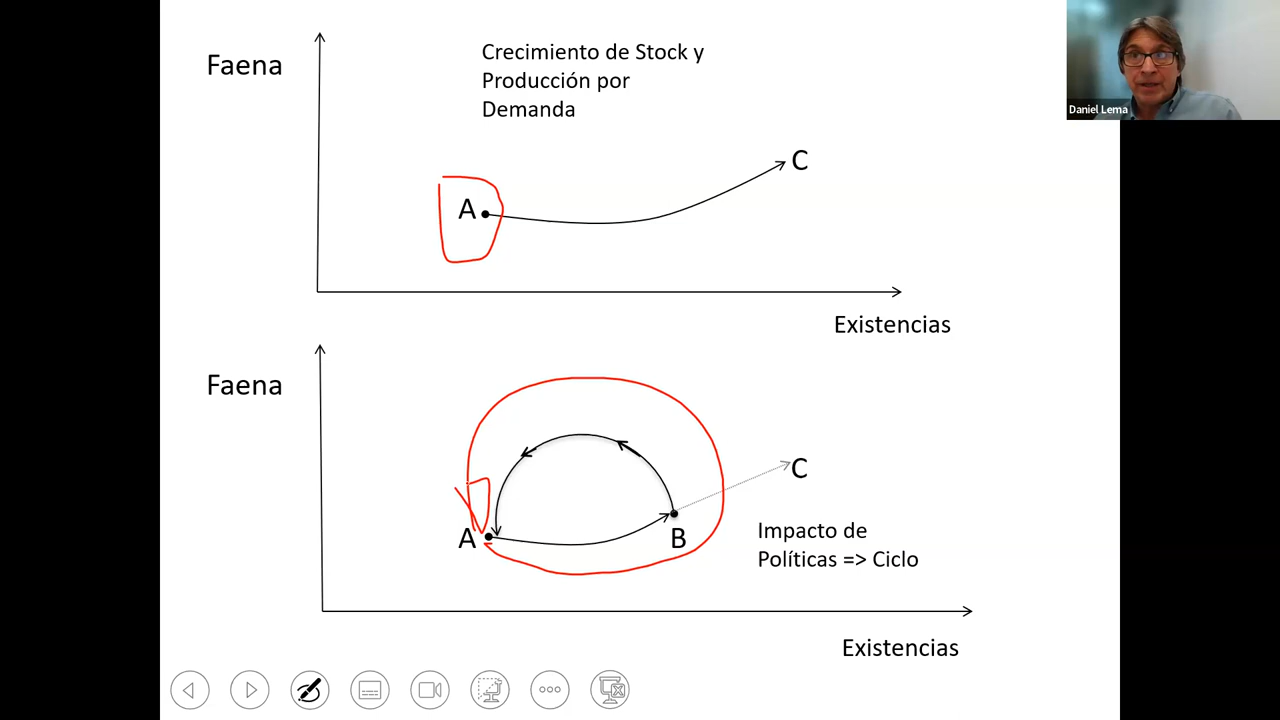 Faena
Crecimiento de Stock y
Producción por
Demanda
Daniel Lema
A
C
Existencias
Faena
C
A
B
Impacto de
Políticas => Ciclo
Existencias